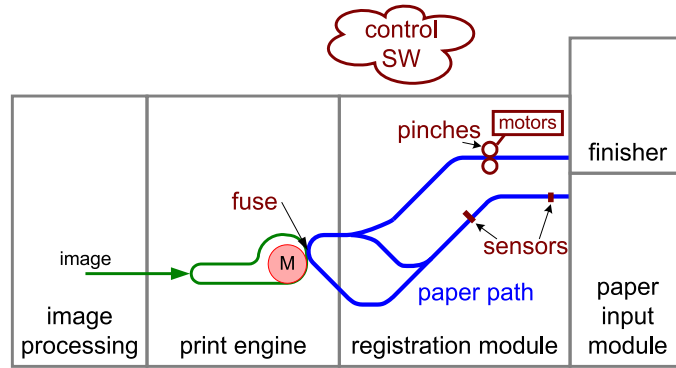 control
SW
motors
pinches
finisher
fuse
sensors
image
M
paper path
image
processing
print engine
registration module
paper
input
module